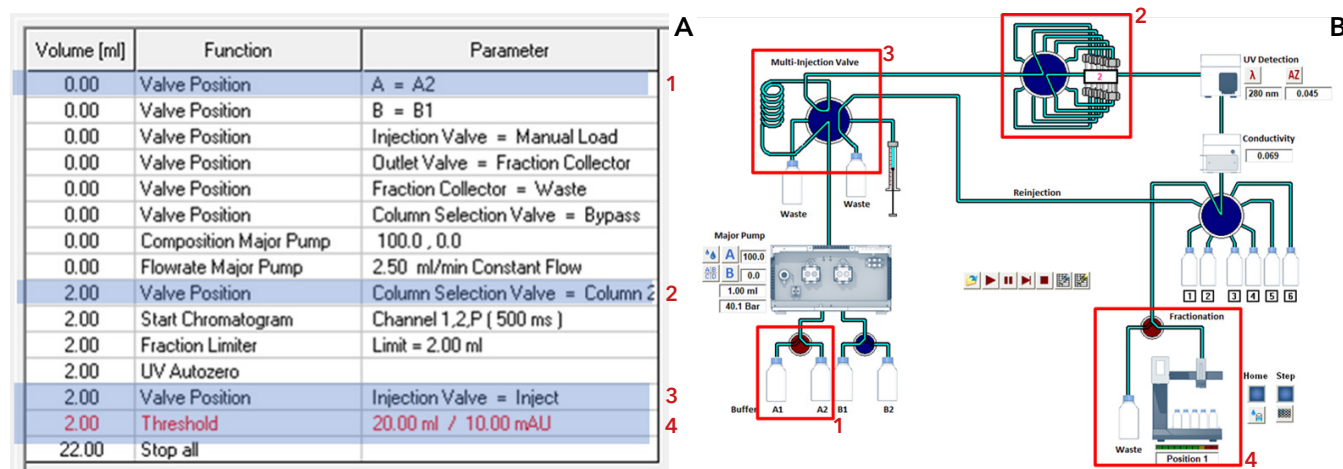 Volume [ml] Function Parameter
0.00 Valve Position A = A2 1
0.00 Valve Position B = B1
0.00 Valve Position Injection Valve = Manual Load
0.00 Valve Position Outlet Valve = Fraction Collector
0.00 Valve Position Fraction Collector = Waste
0.00 Valve Position Column Selection Valve = Bypass
0.00 Composition Major Pump 100.0 , 0.0
0.00 Flowrate Major Pump 2.50 ml/min Constant Flow
2.00 Valve Position Column Selection Valve = Column 2 2
2.00 Start Chromatogram Channel 1,2,P ( 500 ms )
2.00 Fraction Limiter Limit = 2.00 ml
2.00 UV Autozero
2.00 Valve Position Injection Valve = Inject 3
2.00 Threshold 20.00 ml / 10.00 mAU 4
22.00 Stop all
A
B
2
3
Multi-Injection Valve
2
UV Detection
λ AZ
280 nm 0.045
Conductivity
0.069
Waste
Waste
Reinjection
Major Pump
A 100.0
B 0.0
1.00 ml
40.1 Bar
1 2 3 4 5 6
Fractionation
Home Step
Buffer A1 A2 B1 B2
1
Waste
Position 1
4